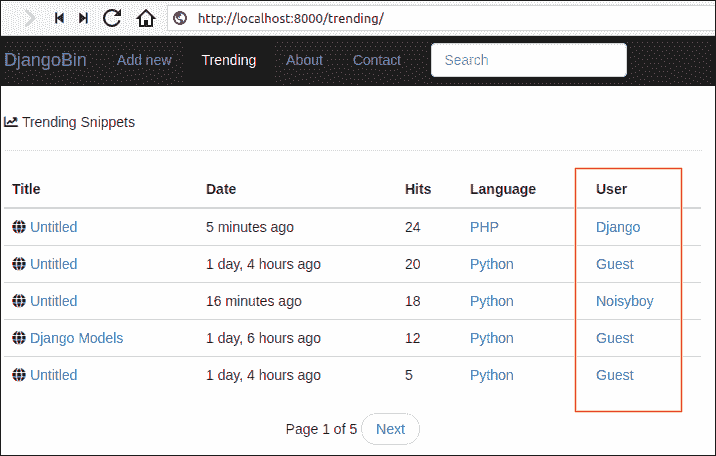 http://localhost:8000/trending/
DjangoBin Add new Trending About Contact Search
Trending Snippets
Title Date Hits Language User
Untitled 5 minutes ago 24 PHP Django
Untitled 1 day, 4 hours ago 20 Python Guest
Untitled 16 minutes ago 18 Python Noisyboy
Django Models 1 day, 6 hours ago 12 Python Guest
Untitled 1 day, 4 hours ago 5 Python Guest
Page 1 of 5 Next